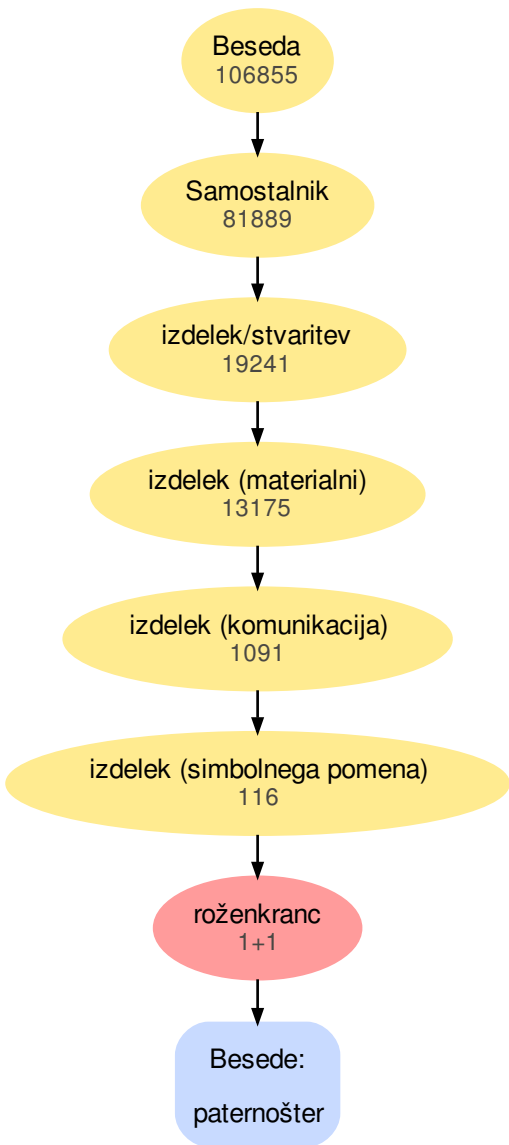 Beseda
106855
Samostalnik
81889
izdelek/stvaritev
19241
izdelek (materialni)
13175
izdelek (komunikacija)
1091
izdelek (simbolnega pomena)
116
roženkranc
1+1
Besede:
paternošter